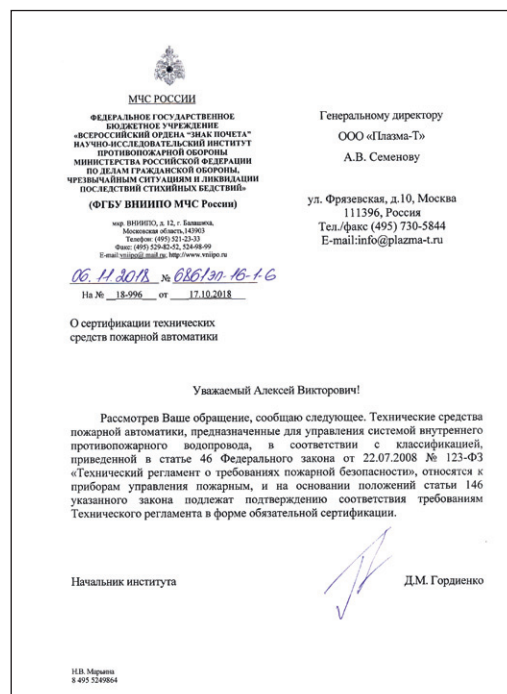 МЧС РОССИИ
ФЕДЕРАЛЬНОЕ ГОСУДАРСТВЕННОЕ
БЮДЖЕТНОЕ УЧРЕЖДЕНИЕ
«ВСЕРОССИЙСКИЙ ОРДЕНА "ЗНАК ПОЧЕТА"
НАУЧНО-ИССЛЕДОВАТЕЛЬСКИЙ ИНСТИТУТ
ПРОТИВОПОЖАРНОЙ ОБОРОНЫ
МИНИСТЕРСТВА РОССИЙСКОЙ ФЕДЕРАЦИИ
ПО ДЕЛАМ ГРАЖДАНСКОЙ ОБОРОНЫ,
ЧРЕЗВЫЧАЙНЫМ СИТУАЦИЯМ И ЛИКВИДАЦИИ
ПОСЛЕДСТВИЙ СТИХИЙНЫХ БЕДСТВИЙ»
(ФГБУ ВНИИПО МЧС России)
мкр. ВНИИПО, д. 12, г. Балашиха,
Московская область,143903
Телефон: (495) 521-23-33
Факс: (495) 529-82-52, 524-98-99
E-mail:vniipo@mail.ru, http://www.vniipo.ru
06.11.2018 № 6861эп-16-1-6
На № 18-996 от 17.10.2018
О сертификации технических
средств пожарной автоматики
Генеральному директору
ООО «Плазма-Т»
А.В. Семенову
ул. Фрязевская, д.10, Москва
111396, Россия
Тел./факс (495) 730-5844
E-mail:info@plazma-t.ru
Уважаемый Алексей Викторович!
Рассмотрев Ваше обращение, сообщаю следующее. Технические средства
пожарной автоматики, предназначенные для управления системой внутреннего
противопожарного водопровода, в соответствии с классификацией,
приведенной в статье 46 Федерального закона от 22.07.2008 № 123-ФЗ
«Технический регламент о требованиях пожарной безопасности», относятся к
приборам управления пожарным, и на основании положений статьи 146
указанного закона подлежат подтверждению соответствия требованиям
Технического регламента в форме обязательной сертификации.
Начальник института Д.М. Гордиенко
Н.В. Марьина
8 495 5249864